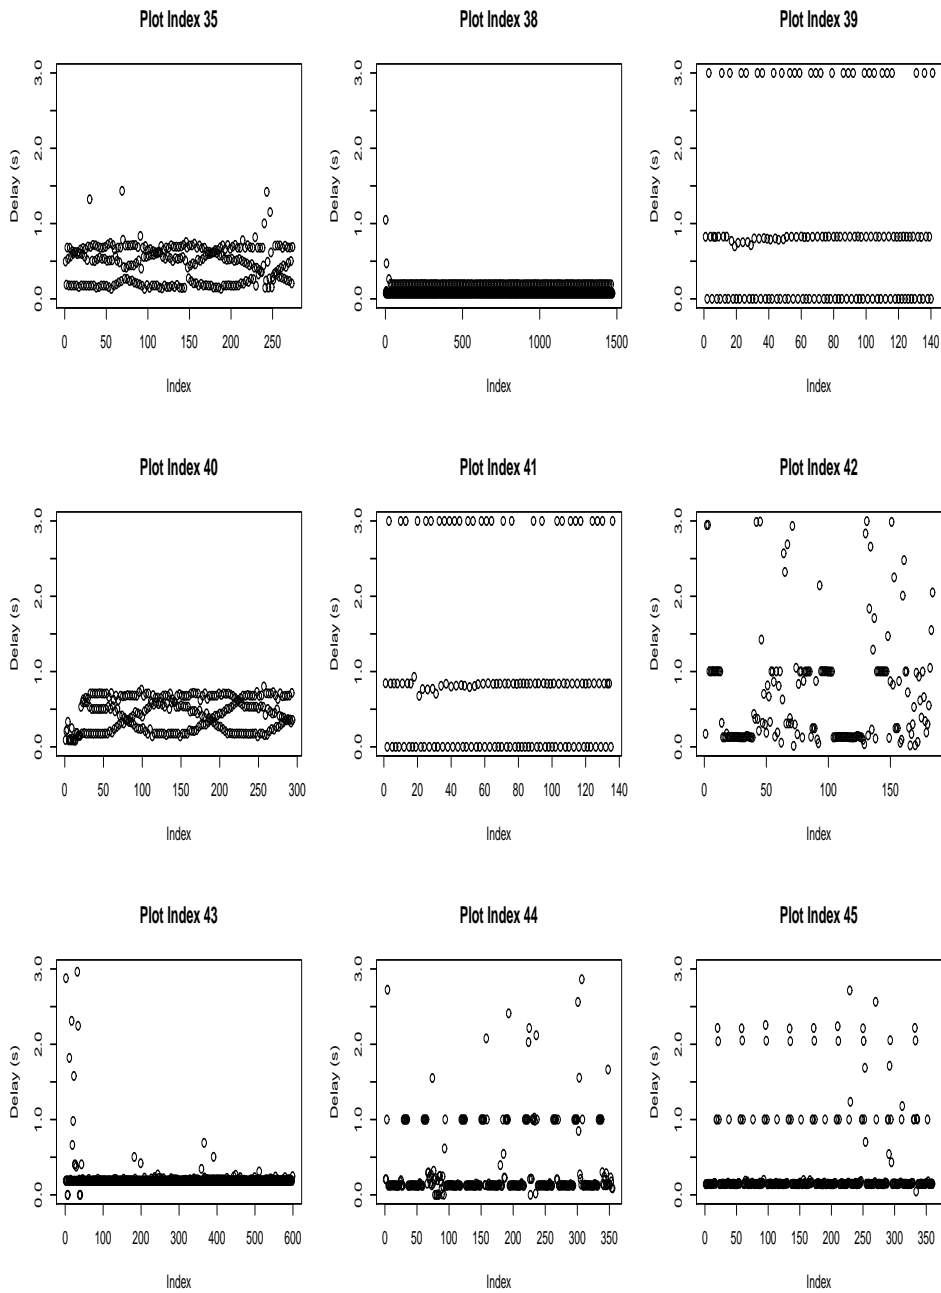 Plot Index 35
Delay (s)
0.0 1.0 2.0 3.0
0 50 100 150 200 250
Index
Plot Index 38
Delay (s)
0.0 1.0 2.0 3.0
0 500 1000 1500
Index
Plot Index 39
Delay (s)
0.0 1.0 2.0 3.0
0 20 40 60 80 100 120 140
Index
Plot Index 40
Delay (s)
0.0 1.0 2.0 3.0
0 50 100 150 200 250 300
Index
Plot Index 41
Delay (s)
0.0 1.0 2.0 3.0
0 20 40 60 80 100 120 140
Index
Plot Index 42
Delay (s)
0.0 1.0 2.0 3.0
0 50 100 150
Index
Plot Index 43
Delay (s)
0.0 1.0 2.0 3.0
0 100 200 300 400 500 600
Index
Plot Index 44
Delay (s)
0.0 1.0 2.0 3.0
0 50 100 150 200 250 300 350
Index
Plot Index 45
Delay (s)
0.0 1.0 2.0 3.0
0 50 100 150 200 250 300 350
Index